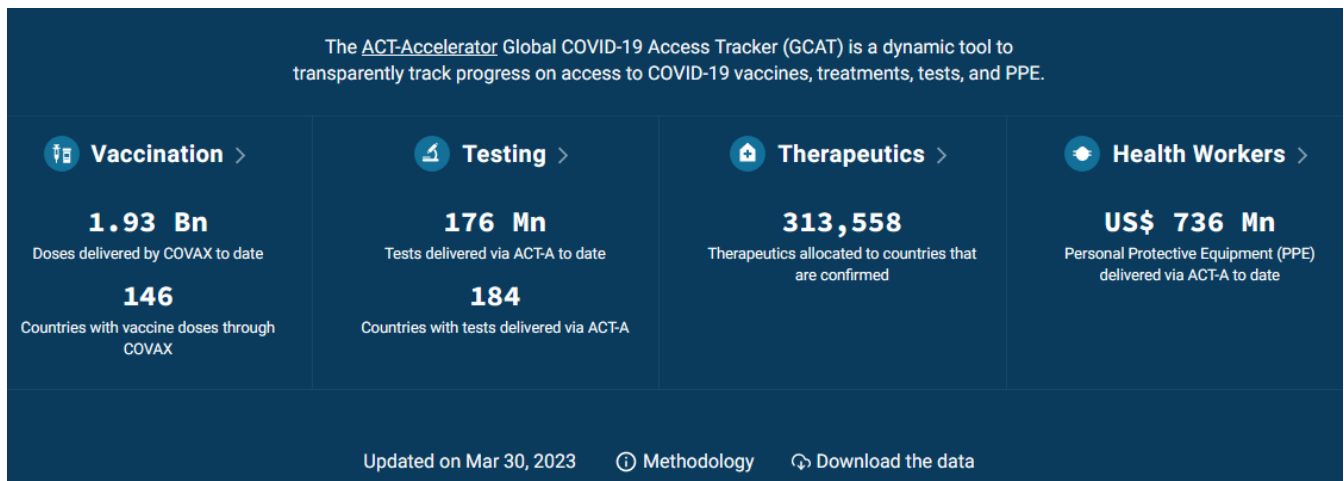 The ACT-Accelerator Global COVID-19 Access Tracker (GCAT) is a dynamic tool to
transparently track progress on access to COVID-19 vaccines, treatments, tests, and PPE.
Vaccination >
1.93 Bn
Doses delivered by COVAX to date
146
Countries with vaccine doses through
COVAX
Testing >
176 Mn
Tests delivered via ACT-A to date
184
Countries with tests delivered via ACT-A
Therapeutics >
313,558
Therapeutics allocated to countries that
are confirmed
Health Workers >
US$ 736 Mn
Personal Protective Equipment (PPE)
delivered via ACT-A to date
Updated on Mar 30, 2023
Methodology
Download the data